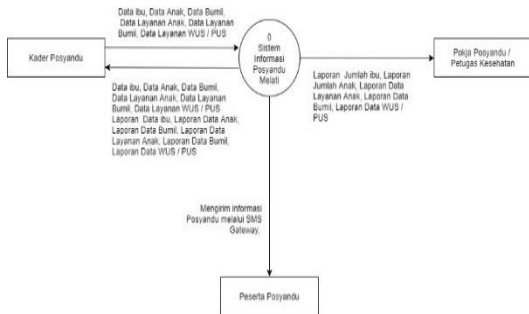 Data Ibu, Data Anak, Data Bumil,
Data Layanan Anak, Data Layanan
Bumil, Data Layanan WUS / PUS
Kader Posyandu
0
Sistem
Informasi
Posyandu
Melati
Pokja Posyandu /
Petugas Kesehatan
Data Ibu, Data Anak, Data Bumil,
Data Layanan Anak, Data Layanan
Bumil, Data Layanan WUS / PUS
Laporan Data Ibu, Laporan Data Anak,
Laporan Data Bumil, Laporan Data
Layanan Anak, Laporan Data Bumil,
Laporan Data WUS / PUS
Laporan Jumlah ibu, Laporan
Jumlah Anak, Laporan Data
Layanan Anak, Laporan Data
Bumil, Laporan Data WUS /
PUS
Mengirim informasi
Posyandu melalui SMS
Gateway,
Peserta Posyandu